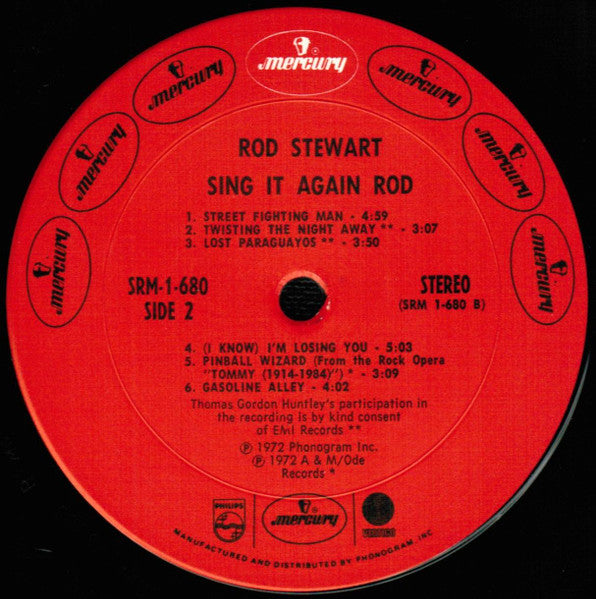 mercury
mercury
mercury
mercury
mercury
mercury
mercury
ROD STEWART
SING IT AGAIN ROD
1. STREET FIGHTING MAN - 4:59
2. TWISTING THE NIGHT AWAY ** - 3:07
3. LOST PARAGUAYOS ** - 3:50
SRM-1-680
SIDE 2
STEREO
(SRM 1-680 B)
4. (I KNOW) I'M LOSING YOU - 5:03
5. PINBALL WIZARD (From the Rock Opera
"TOMMY (1914-1984)") * - 3:09
6. GASOLINE ALLEY - 4:02
Thomas Gordon Huntley's participation in
the recording is by kind consent
of EMI Records **
℗ 1972 Phonogram Inc.
℗ 1972 A & M/Ode
Records *
PHILIPS
mercury
VERTIGO
MANUFACTURED AND DISTRIBUTED BY PHONOGRAM, INC